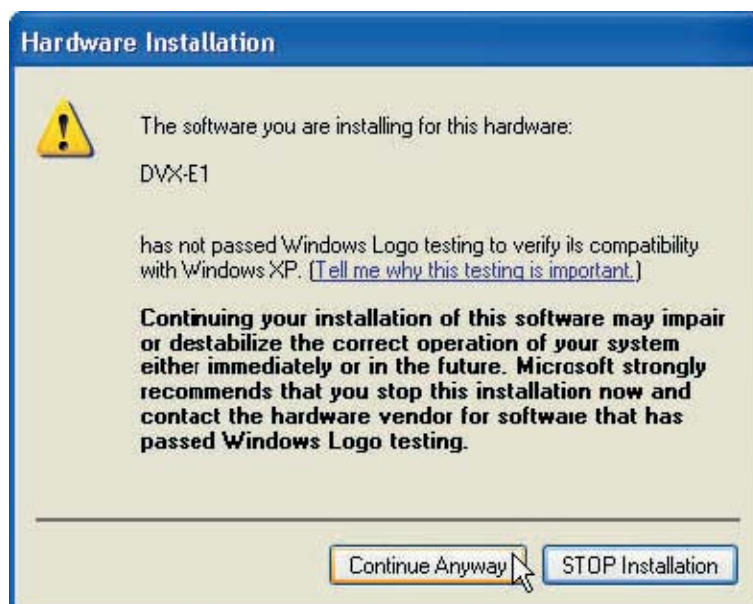 Hardware Installation
The software you are installing for this hardware:
DVX-E1
has not passed Windows Logo testing to verify its compatibility
with Windows XP. (Tell me why this testing is important.)
Continuing your installation of this software may impair
or destabilize the correct operation of your system
either immediately or in the future. Microsoft strongly
recommends that you stop this installation now and
contact the hardware vendor for software that has
passed Windows Logo testing.
Continue Anyway
STOP Installation